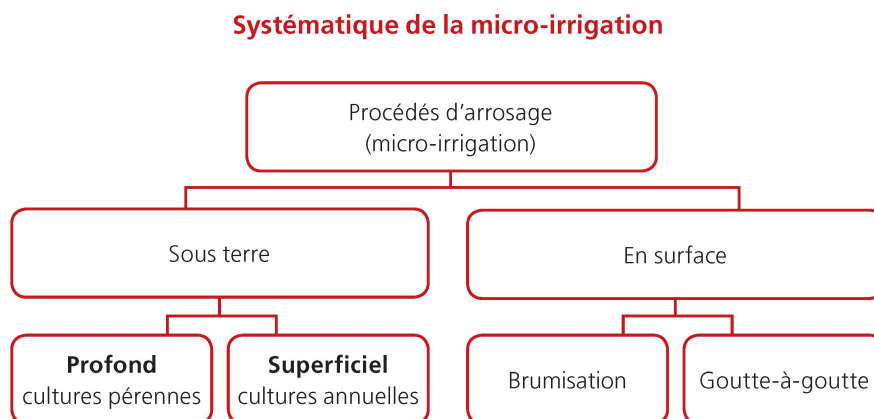 Systématique de la micro-irrigation
Procédés d’arrosage
(micro-irrigation)
Sous terre
En surface
Profond
cultures pérennes
Superficiel
cultures annuelles
Brumisation
Goutte-à-goutte